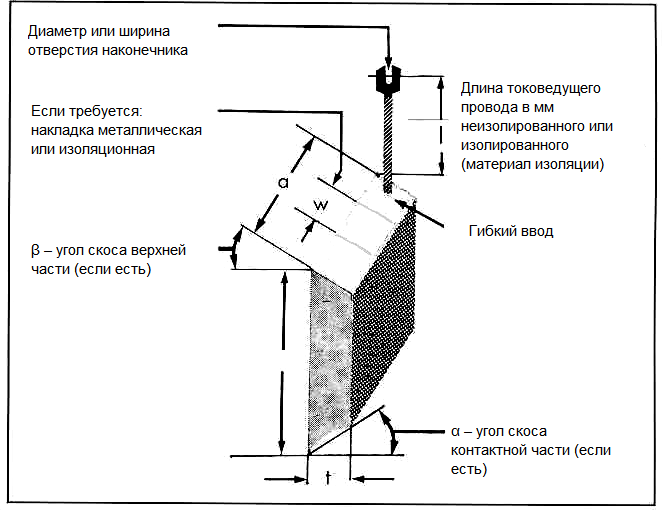 Диаметр или ширина
отверстия наконечника
Если требуется:
накладка металлическая
или изоляционная
Длина токоведущего
провода в мм
неизолированного или
изолированного
(материал изоляции)
a
w
Гибкий ввод
β – угол скоса верхней
части (если есть)
α – угол скоса
контактной части (если
есть)
t